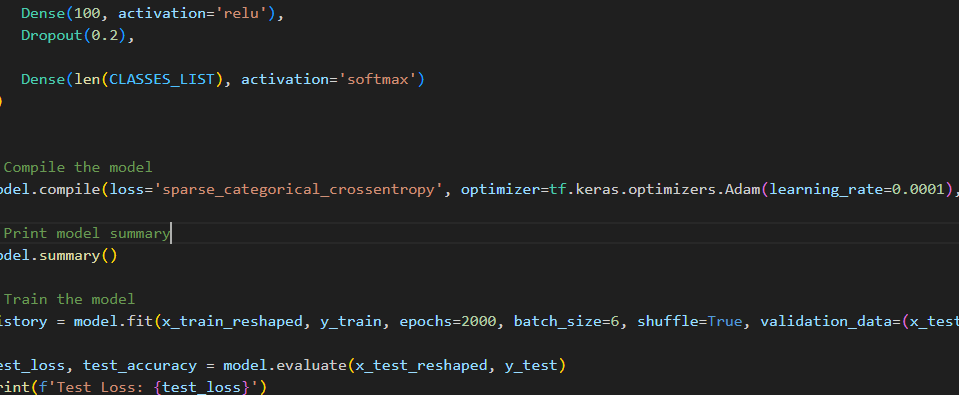 Dense(100, activation='relu'),
Dropout(0.2),
Dense(len(CLASSES_LIST), activation='softmax')
)
Compile the model
odel.compile(loss='sparse_categorical_crossentropy', optimizer=tf.keras.optimizers.Adam(learning_rate=0.0001),
Print model summary
odel.summary()
Train the model
istory = model.fit(x_train_reshaped, y_train, epochs=2000, batch_size=6, shuffle=True, validation_data=(x_test
est_loss, test_accuracy = model.evaluate(x_test_reshaped, y_test)
rint(f'Test Loss: {test_loss}')